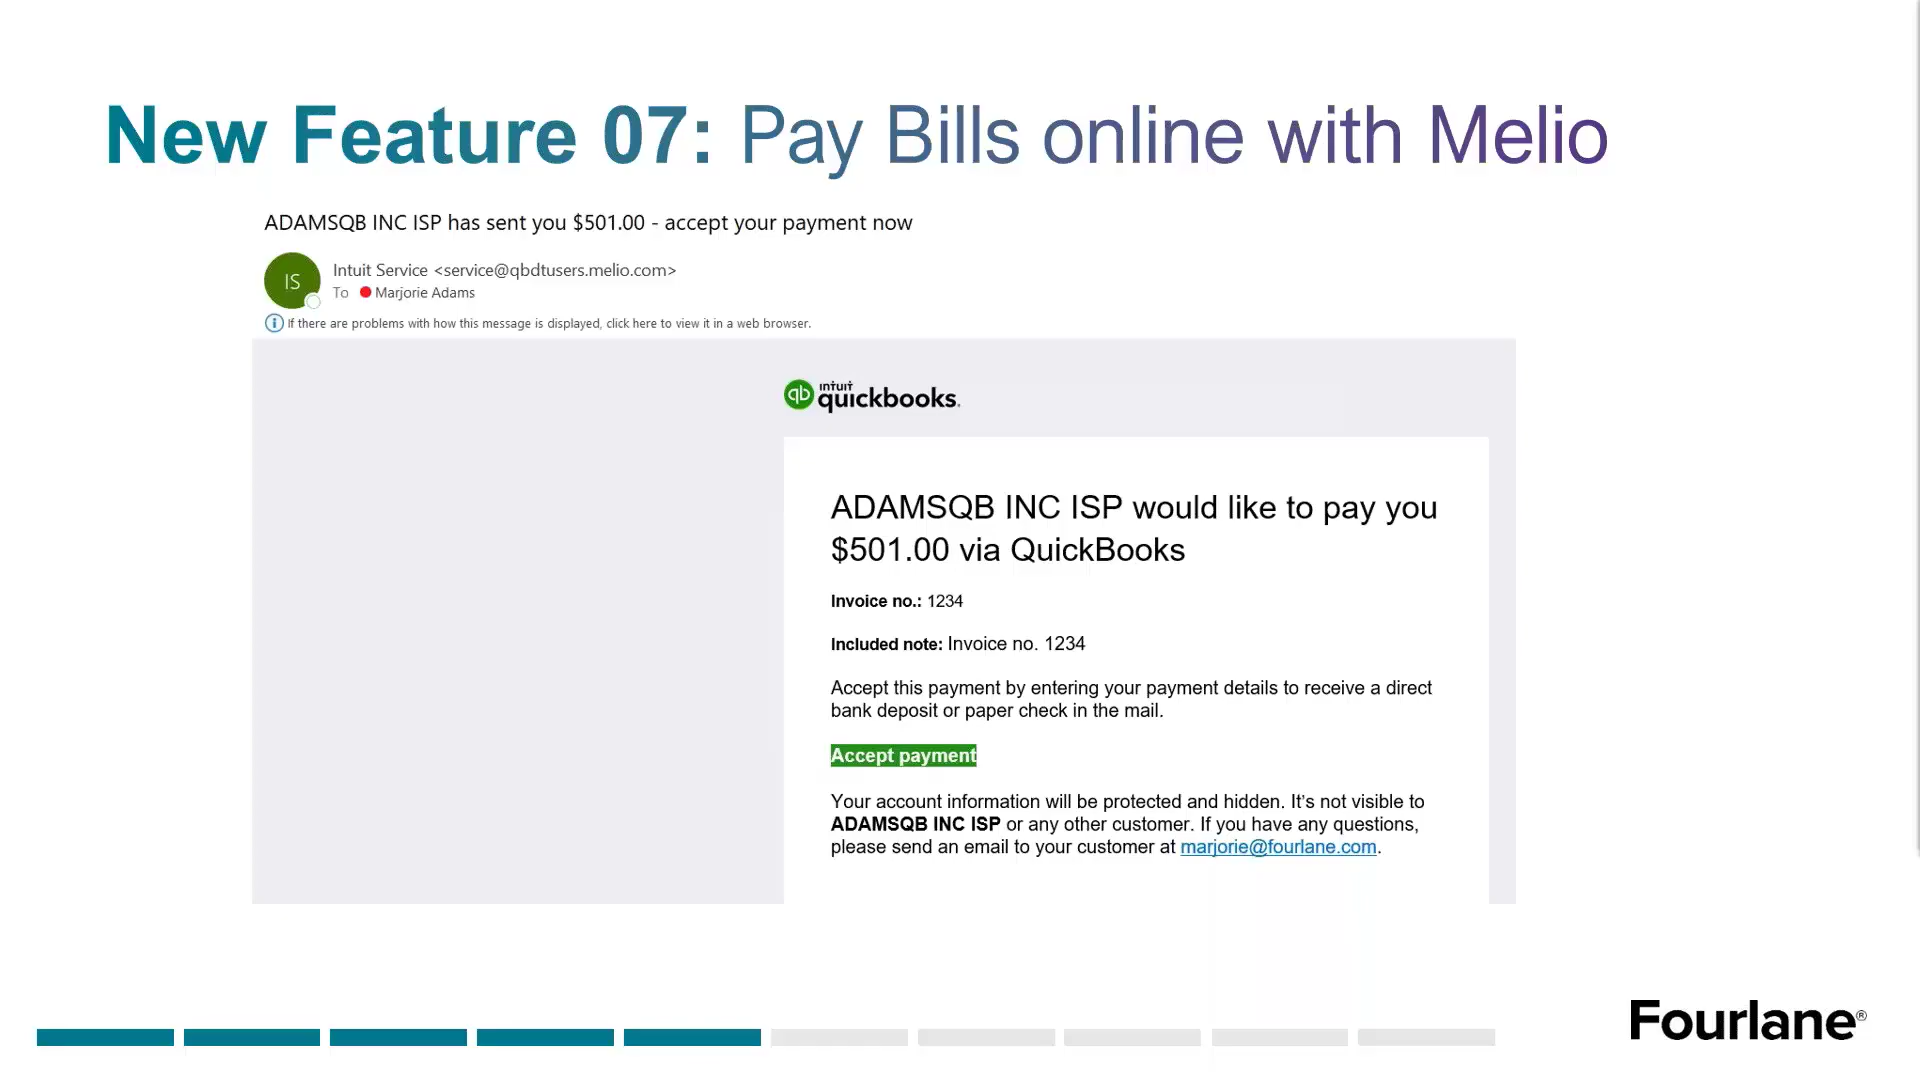 New Feature 07: Pay Bills online with Melio
ADAMSQB INC ISP has sent you $501.00 - accept your payment now
IS
Intuit Service <service@qbdtusers.melio.com>
To Marjorie Adams
If there are problems with how this message is displayed, click here to view it in a web browser.
qb intuit quickbooks.
ADAMSQB INC ISP would like to pay you
$501.00 via QuickBooks
Invoice no.: 1234
Included note: Invoice no. 1234
Accept this payment by entering your payment details to receive a direct
bank deposit or paper check in the mail.
Accept payment
Your account information will be protected and hidden. It's not visible to
ADAMSQB INC ISP or any other customer. If you have any questions,
please send an email to your customer at marjorie@fourlane.com.
Fourlane®